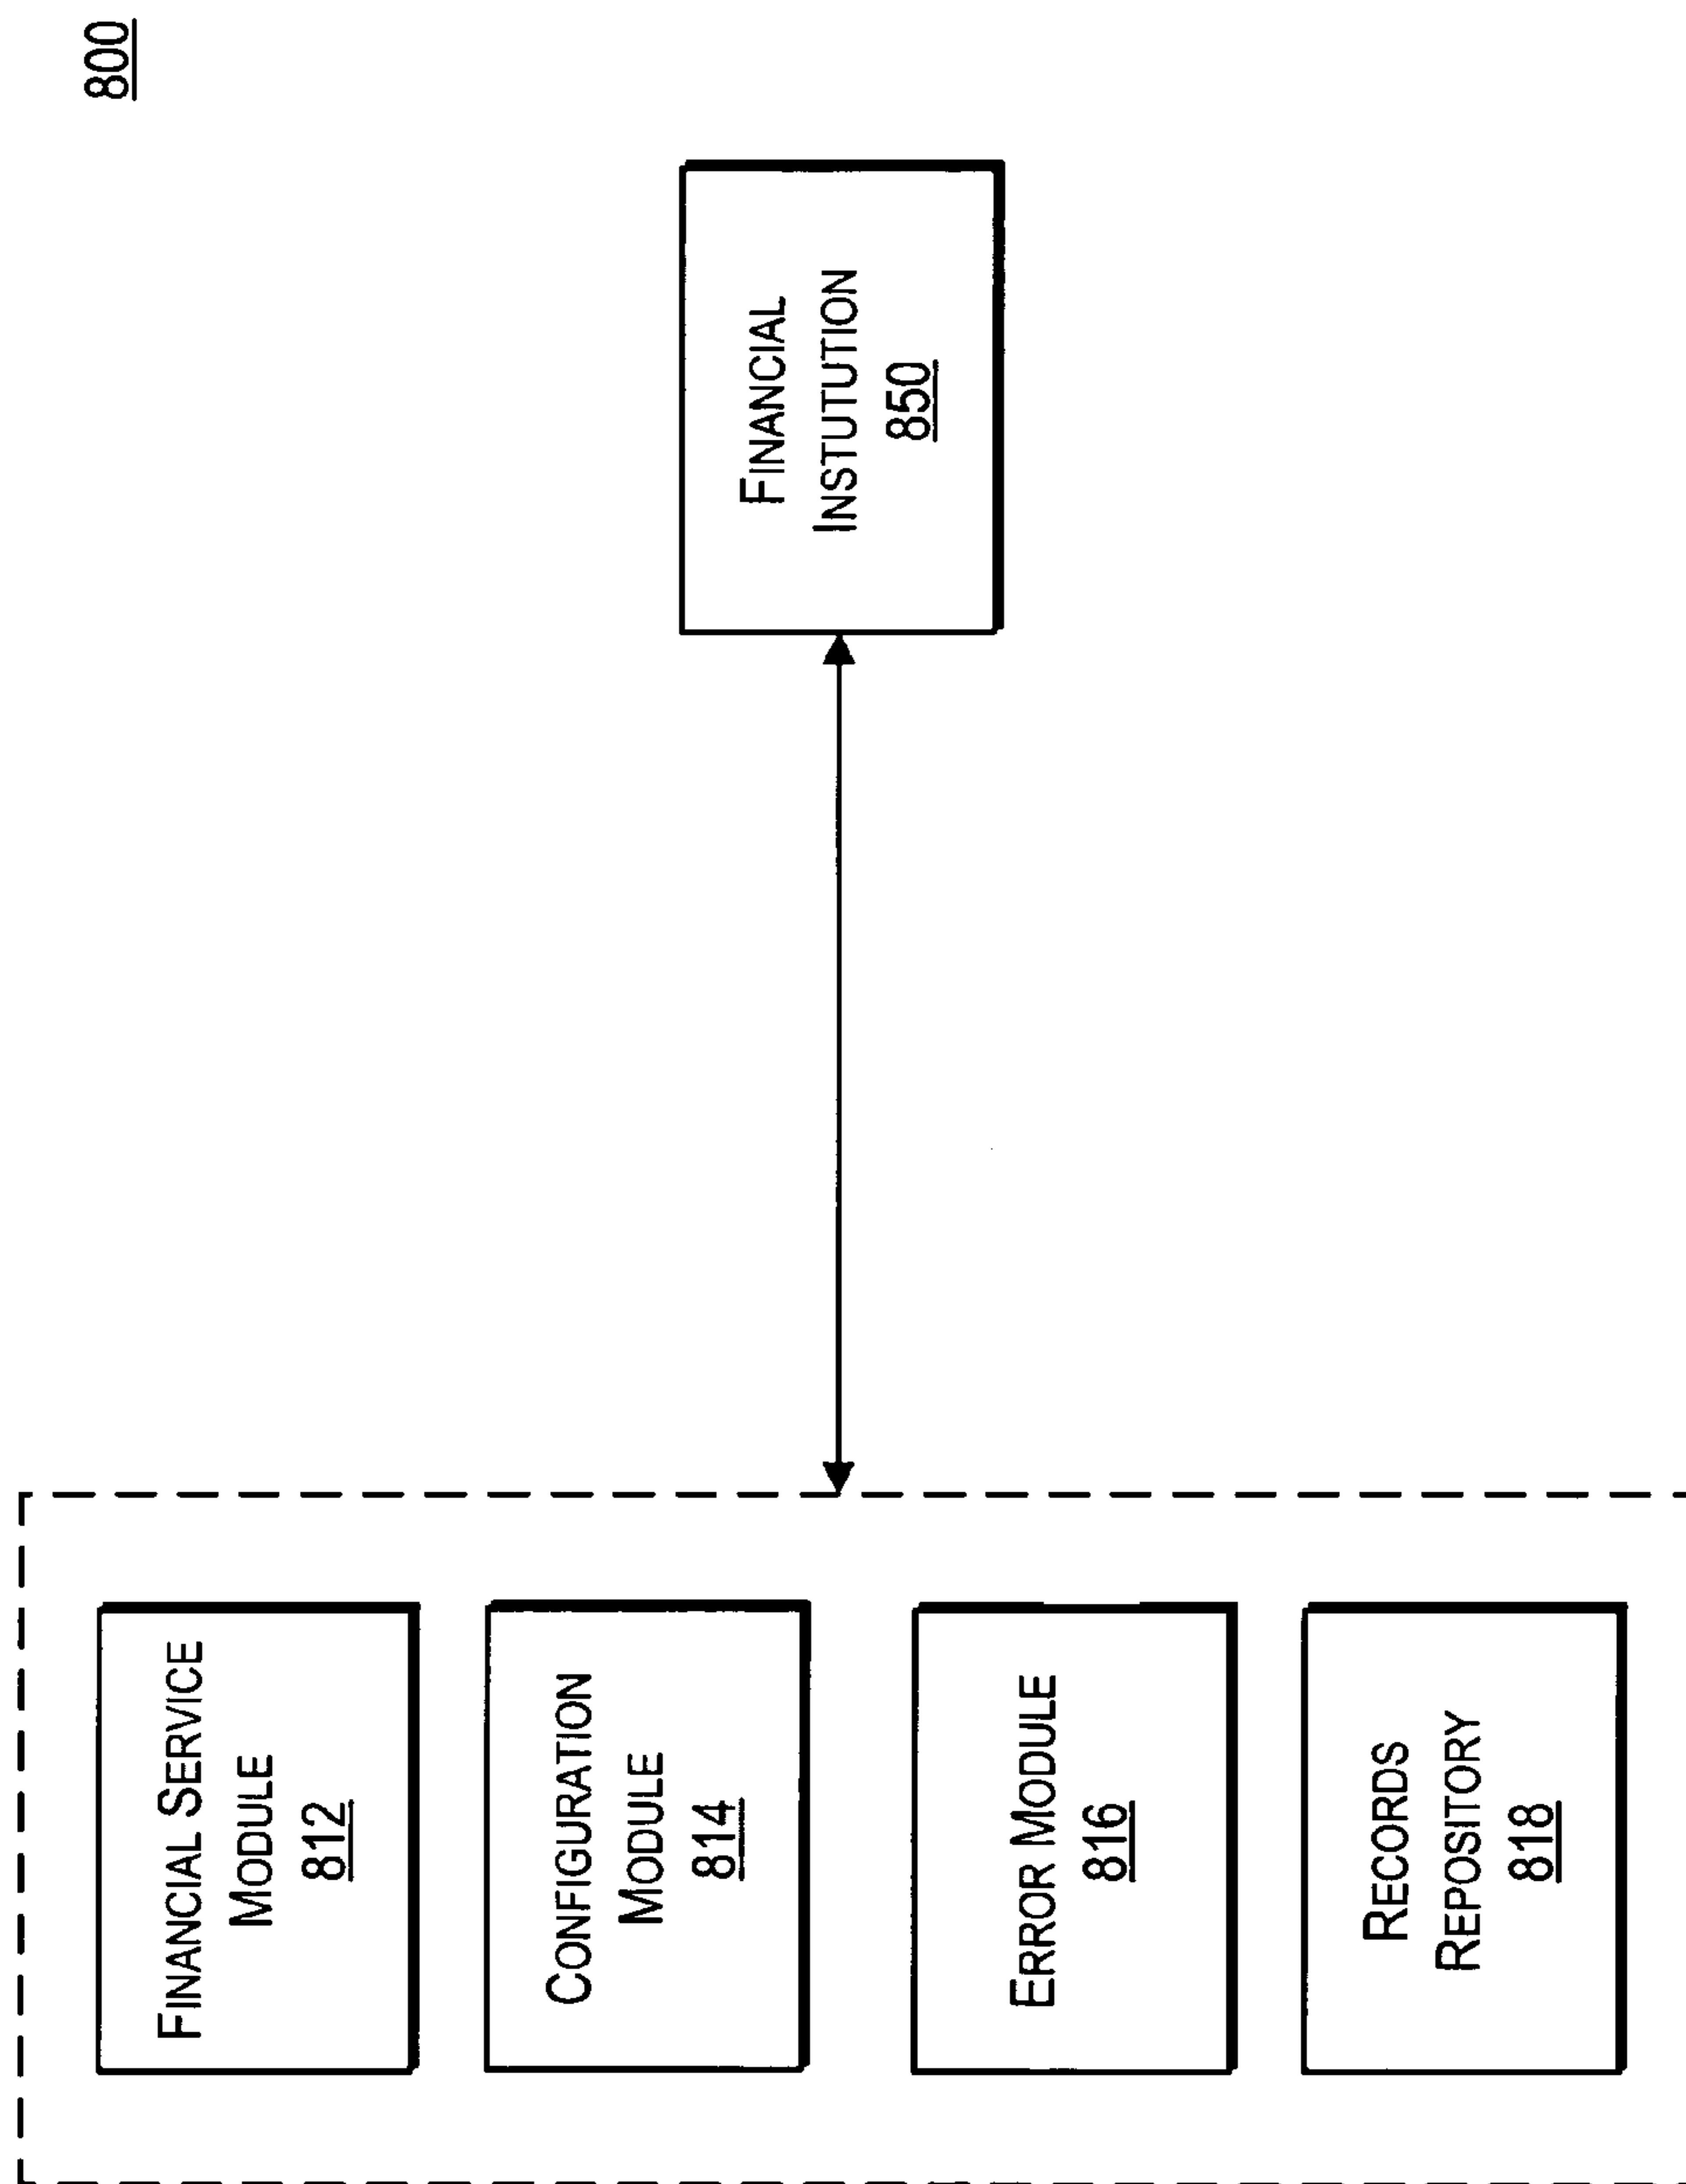 800
FINANCIAL SERVICE
MODULE
812
CONFIGURATION
MODULE
814
ERROR MODULE
816
RECORDS
REPOSITORY
818
FINANCIAL
INSTUTUTION
850